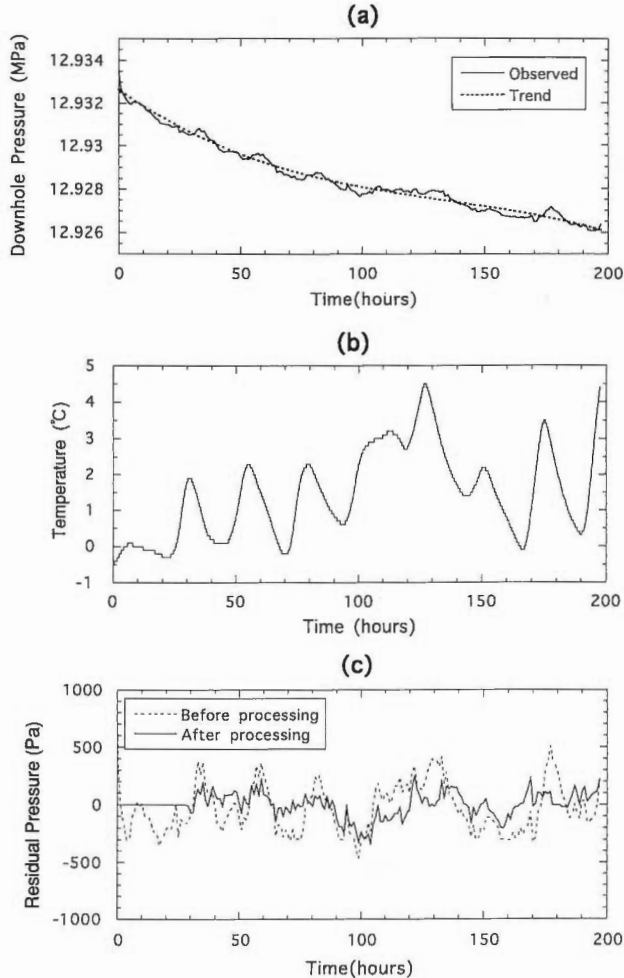 (a)
Downhole Pressure (MPa)
12.934
12.932
12.93
12.928
12.926
Observed
Trend
0
50
100
150
200
Time(hours)
(b)
Temperature (°C)
5
4
3
2
1
0
-1
0
50
100
150
200
Time (hours)
(c)
Residual Pressure (Pa)
1000
500
0
-500
-1000
Before processing
After processing
0
50
100
150
200
Time(hours)